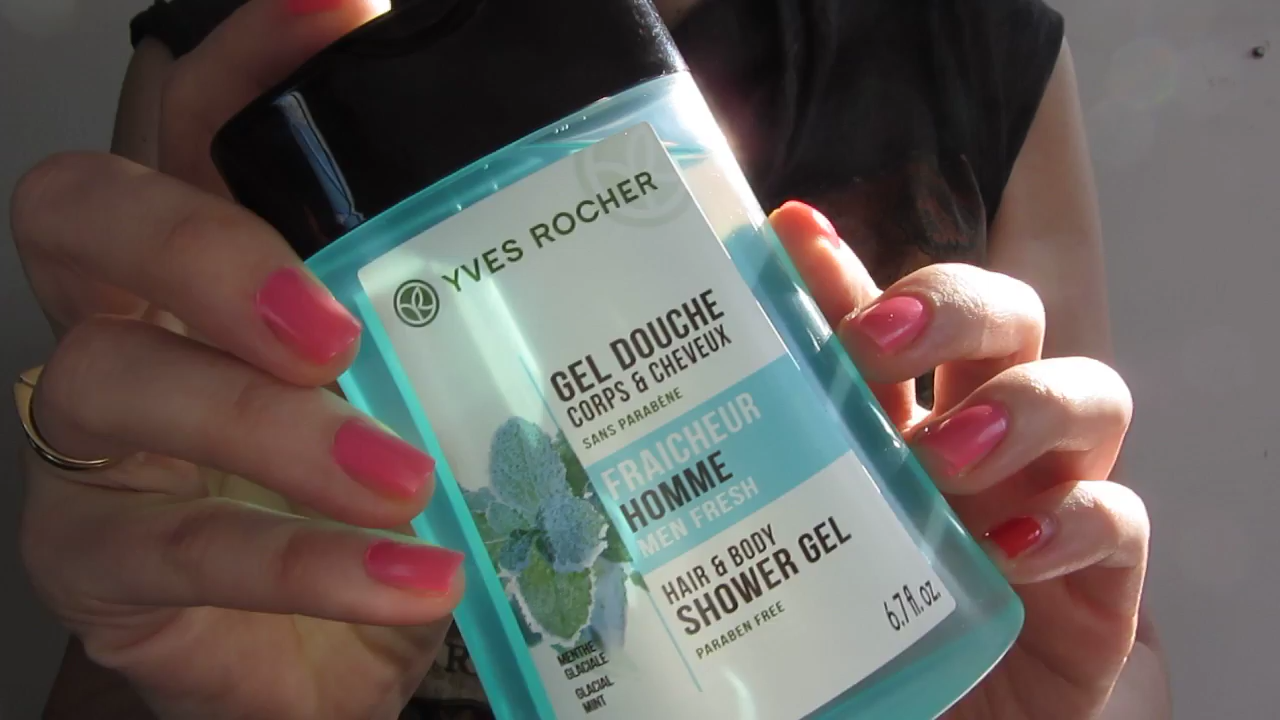 YVES ROCHER
GEL DOUCHE
CORPS & CHEVEUX
SANS PARABÈNE
FRAICHEUR
HOMME
MEN FRESH
HAIR & BODY
SHOWER GEL
PARABEN FREE
6.7 fl. oz.
MENTHE
GLACIALE
GLACIAL
MINT